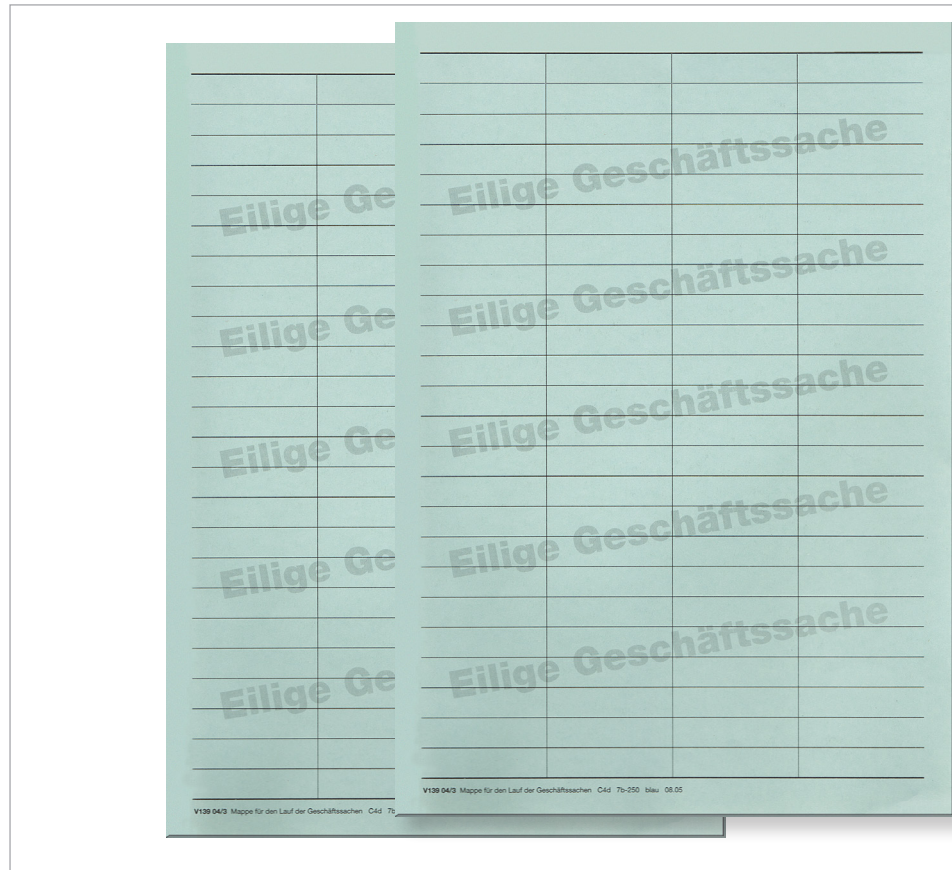 Eilige Ge
Eilige Ge
Eilige Ge
Eilige Ge
Eilige Ge
V139 04/3 Mappe für den Lauf der Geschäftssachen C4d 7b
Eilige Geschäftssache
Eilige Geschäftssache
Eilige Geschäftssache
Eilige Geschäftssache
Eilige Geschäftssache
V139 04/3 Mappe für den Lauf der Geschäftssachen C4d 7b-250 blau 08.05